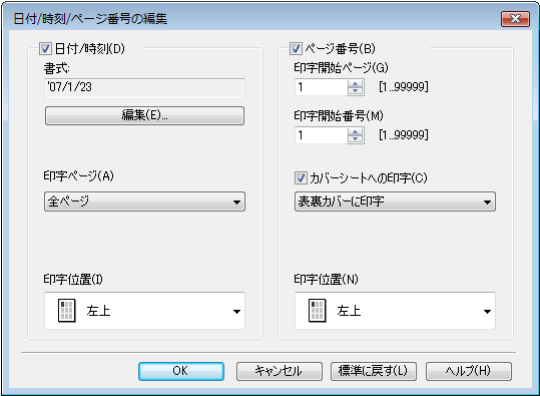 日付/時刻/ページ番号の編集
日付/時刻(D)
書式:
'07/1/23
編集(E)...
印字ページ(A)
全ページ
印字位置(I)
左上
ページ番号(B)
印字開始ページ(G)
1 [1...99999]
印字開始番号(M)
1 [1...99999]
カバーシートへの印字(C)
表裏カバーに印字
印字位置(N)
左上
OK キャンセル 標準に戻す(L) ヘルプ(H)